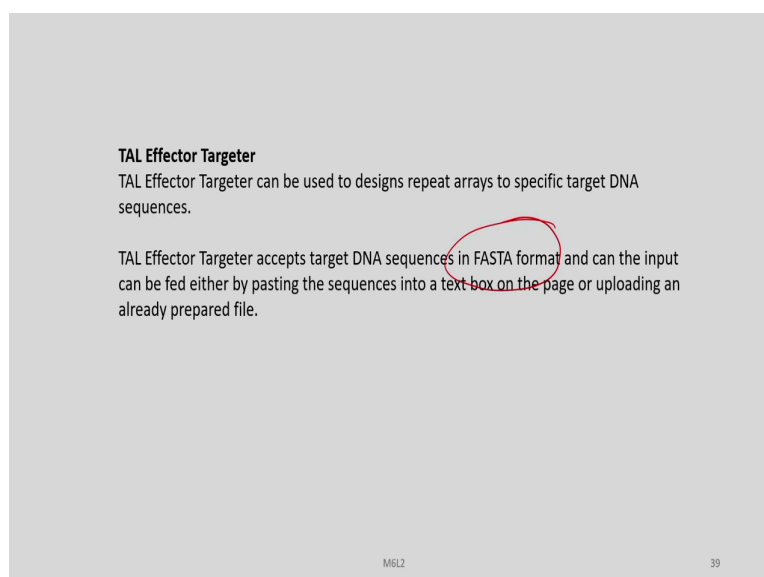 TAL Effector Targeter
TAL Effector Targeter can be used to designs repeat arrays to specific target DNA
sequences.
TAL Effector Targeter accepts target DNA sequences in FASTA format and can the input
can be fed either by pasting the sequences into a text box on the page or uploading an
already prepared file.
M6L2
39